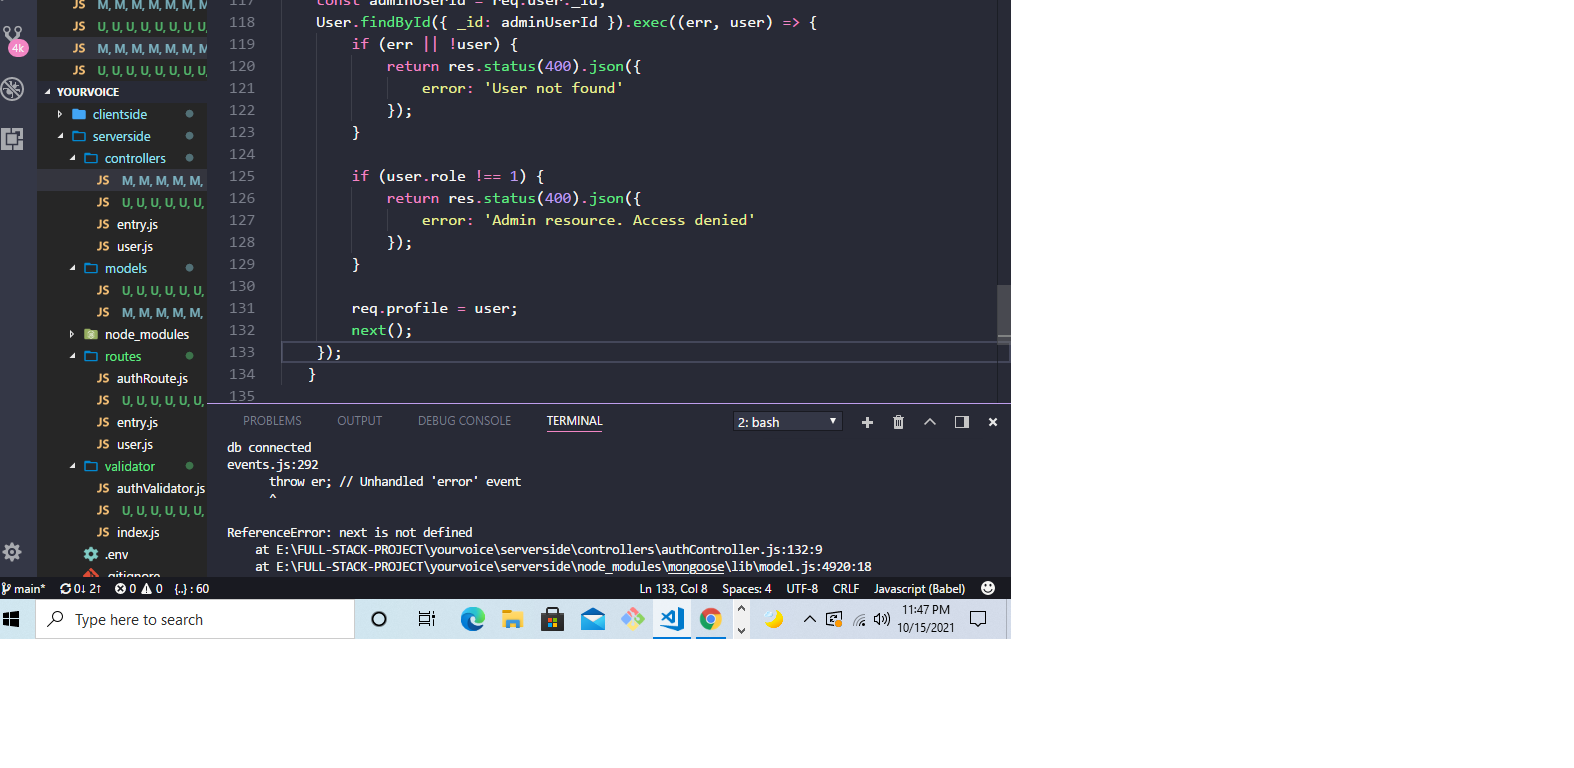 JS M, M, M, M, M, M, M
JS U, U, U, U, U, U, U,
4k
JS M, M, M, M, M, M, M
JS U, U, U, U, U, U, U,
YOURVOICE
clientside
serverside
controllers
JS M, M, M, M, M,
JS U, U, U, U, U, U,
JS entry.js
JS user.js
models
JS U, U, U, U, U, U,
JS M, M, M, M, M,
node_modules
routes
JS authRoute.js
JS U, U, U, U, U, U,
JS entry.js
JS user.js
validator
JS authValidator.js
JS U, U, U, U, U, U,
JS index.js
.env
.gitignore
117 const adminUserId = req.user._id;
118 User.findById({ _id: adminUserId }).exec((err, user) => {
119 if (err || !user) {
120 return res.status(400).json({
121 error: 'User not found'
122 });
123 }
124
125 if (user.role !== 1) {
126 return res.status(400).json({
127 error: 'Admin resource. Access denied'
128 });
129 }
130
131 req.profile = user;
132 next();
133 });
134 }
135
PROBLEMS OUTPUT DEBUG CONSOLE TERMINAL 2: bash
db connected
events.js:292
throw er; // Unhandled 'error' event
^
ReferenceError: next is not defined
at E:\FULL-STACK-PROJECT\yourvoice\serverside\controllers\authController.js:132:9
at E:\FULL-STACK-PROJECT\yourvoice\serverside\node_modules\mongoose\lib\model.js:4920:18
main* 0↓ 2↑ 0 0 {..} : 60 Ln 133, Col 8 Spaces: 4 UTF-8 CRLF Javascript (Babel)
Type here to search
11:47 PM
10/15/2021